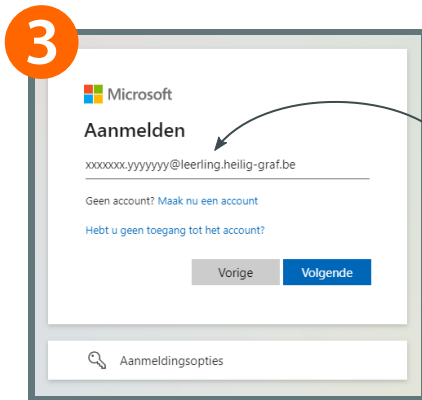 3
Microsoft
Aanmelden
xxxxxxx.yyyyyyy@leerling.heilig-graf.be
Geen account? Maak nu een account
Hebt u geen toegang tot het account?
Vorige Volgende
Aanmeldingsopties